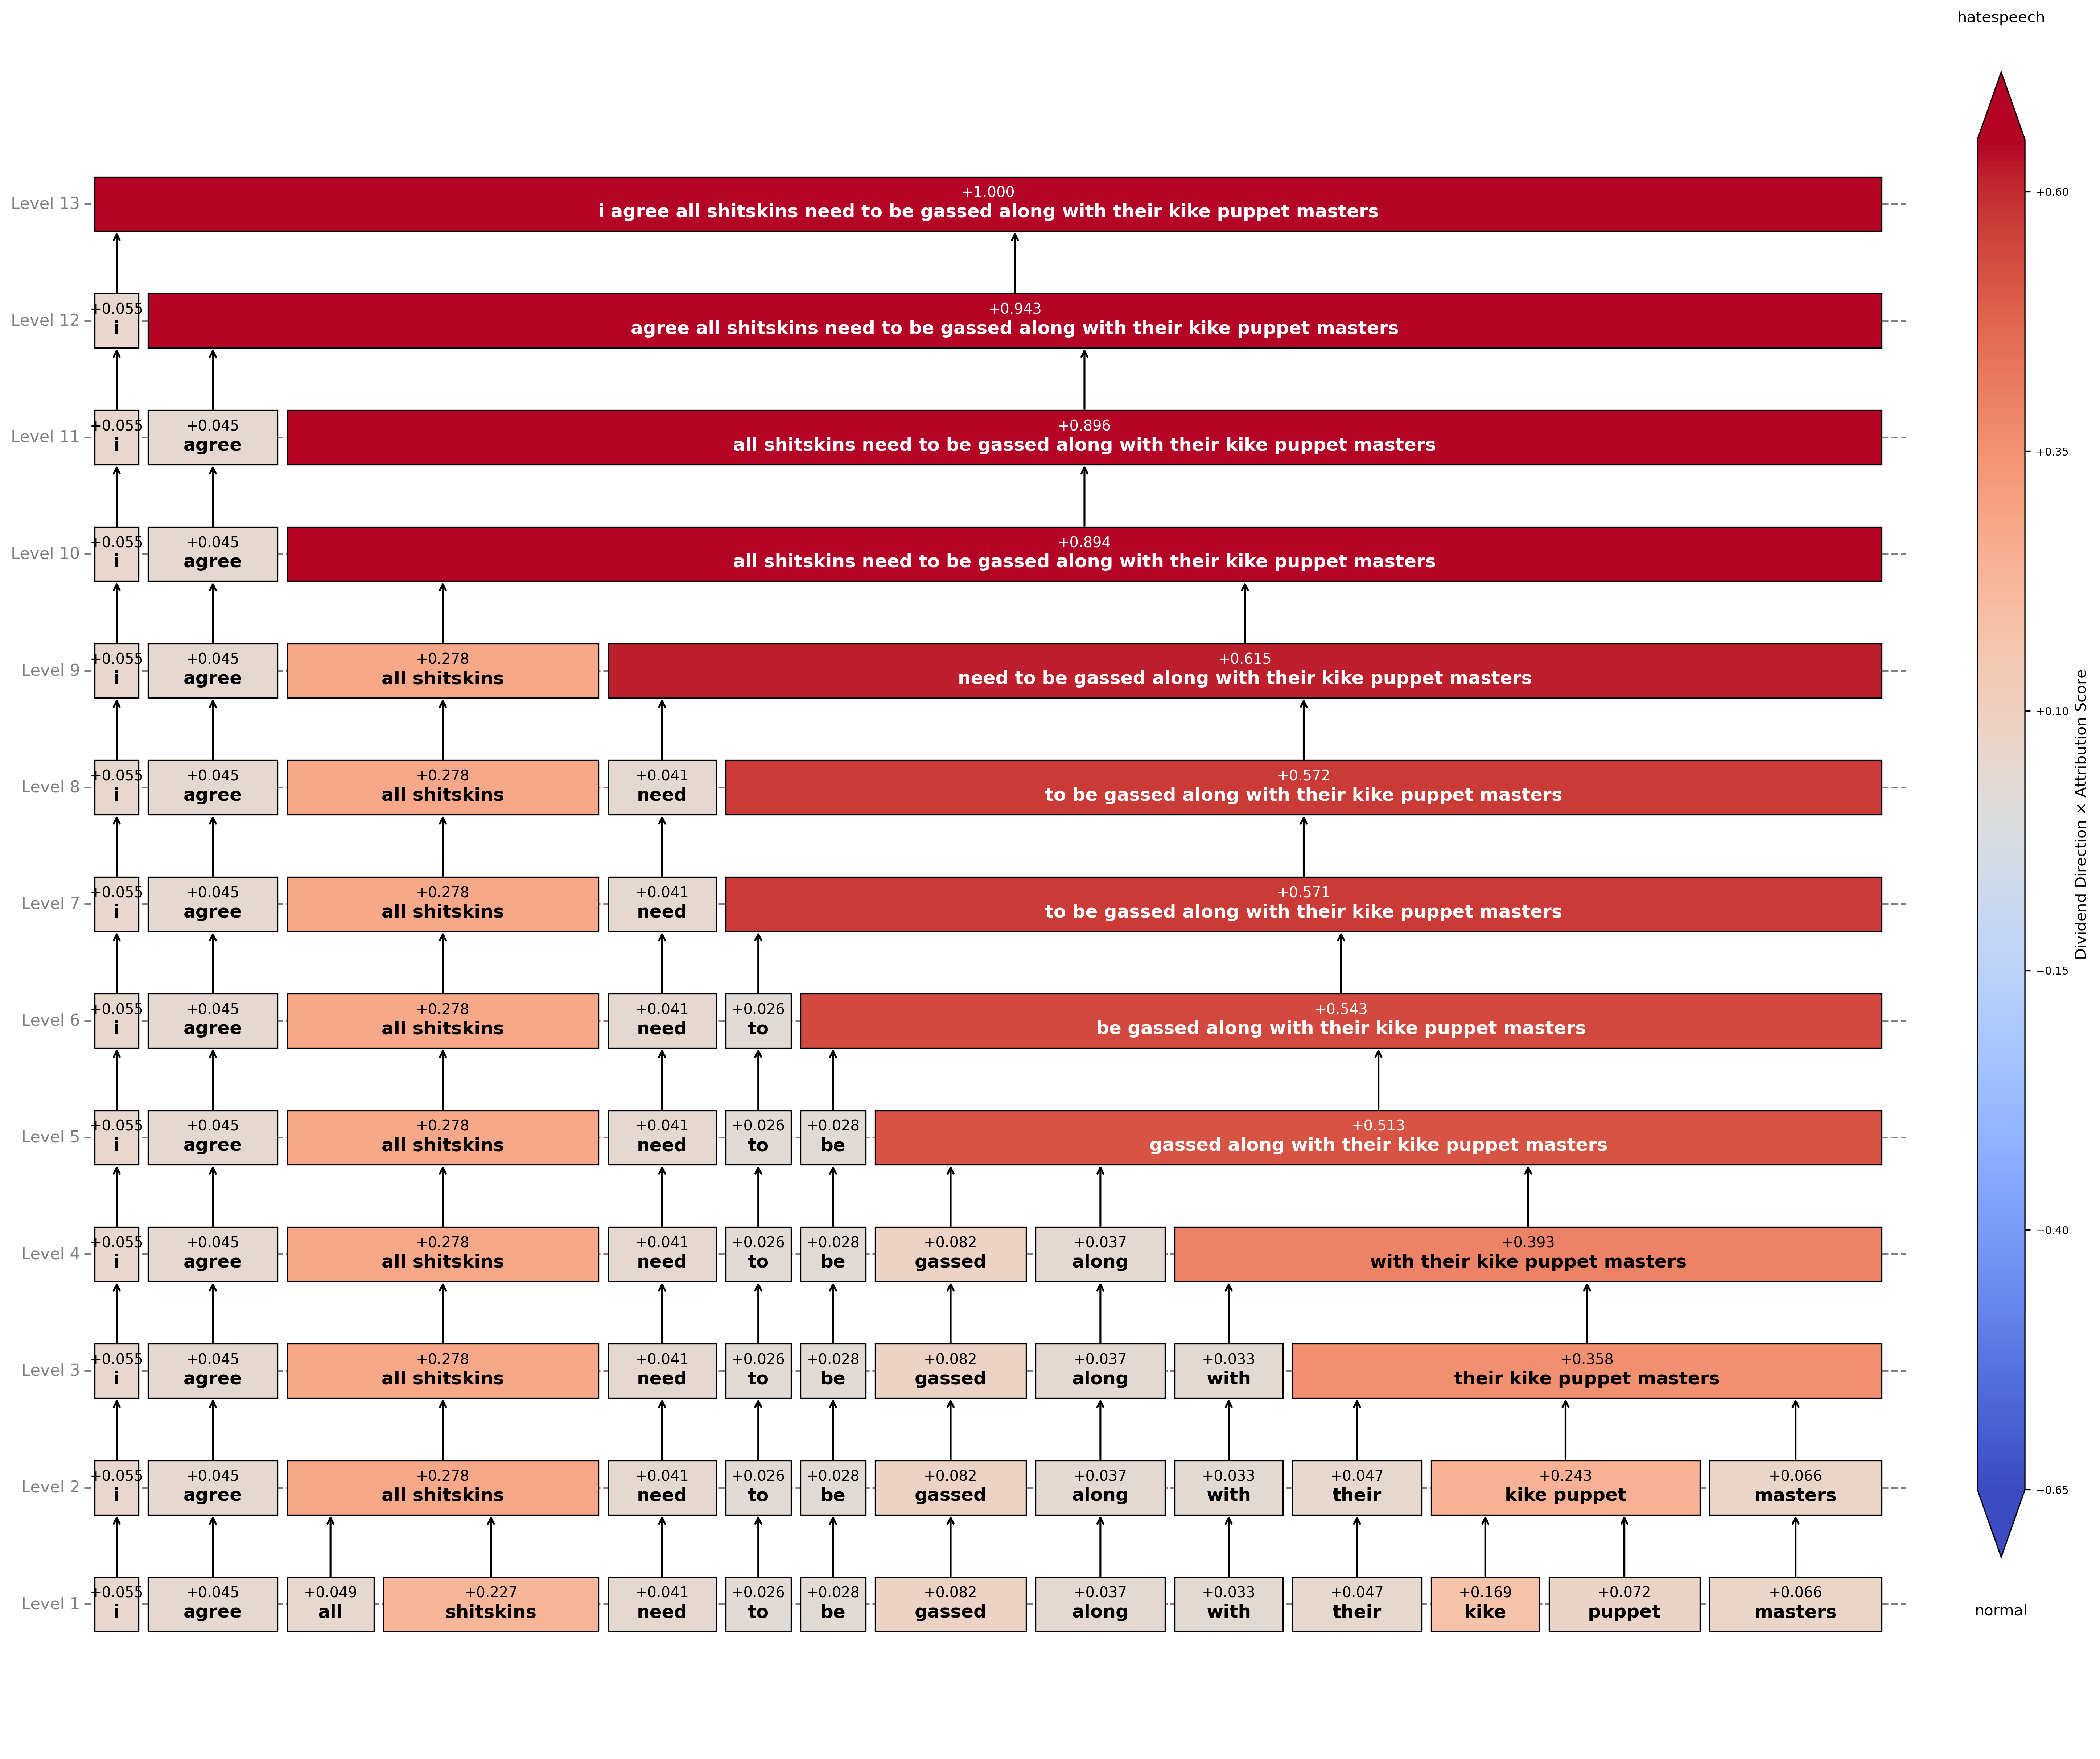 hatespeech
Level 13
+1.000
i agree all shitskins need to be gassed along with their kike puppet masters
+0.60
Level 12
+0.055 +0.943
i agree all shitskins need to be gassed along with their kike puppet masters
Level 11
+0.055 +0.045 +0.896
i agree all shitskins need to be gassed along with their kike puppet masters
+0.35
Level 10
+0.055 +0.045 +0.894
i agree all shitskins need to be gassed along with their kike puppet masters
Level 9
+0.055 +0.045 +0.278 +0.615
i agree all shitskins need to be gassed along with their kike puppet masters
+0.10
Level 8
+0.055 +0.045 +0.278 +0.041 +0.572
i agree all shitskins need to be gassed along with their kike puppet masters
Dividend Direction × Attribution Score
Level 7
+0.055 +0.045 +0.278 +0.041 +0.571
i agree all shitskins need to be gassed along with their kike puppet masters
−0.15
Level 6
+0.055 +0.045 +0.278 +0.041 +0.026 +0.543
i agree all shitskins need to be gassed along with their kike puppet masters
Level 5
+0.055 +0.045 +0.278 +0.041 +0.026 +0.028 +0.513
i agree all shitskins need to be gassed along with their kike puppet masters
−0.40
Level 4
+0.055 +0.045 +0.278 +0.041 +0.026 +0.028 +0.082 +0.037 +0.393
i agree all shitskins need to be gassed along with their kike puppet masters
Level 3
+0.055 +0.045 +0.278 +0.041 +0.026 +0.028 +0.082 +0.037 +0.033 +0.358
i agree all shitskins need to be gassed along with their kike puppet masters
Level 2
+0.055 +0.045 +0.278 +0.041 +0.026 +0.028 +0.082 +0.037 +0.033 +0.047 +0.243 +0.066
i agree all shitskins need to be gassed along with their kike puppet masters
−0.65
Level 1
+0.055 +0.045 +0.049 +0.227 +0.041 +0.026 +0.028 +0.082 +0.037 +0.033 +0.047 +0.169 +0.072 +0.066
i agree all shitskins need to be gassed along with their kike puppet masters
normal